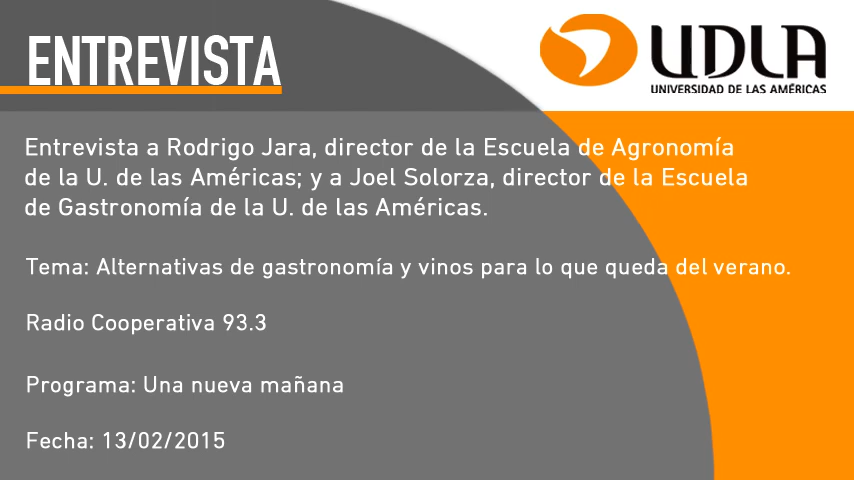 ENTREVISTA
UDLA
UNIVERSIDAD DE LAS AMÉRICAS
Entrevista a Rodrigo Jara, director de la Escuela de Agronomía
de la U. de las Américas; y a Joel Solorza, director de la Escuela
de Gastronomía de la U. de las Américas.
Tema: Alternativas de gastronomía y vinos para lo que queda del verano.
Radio Cooperativa 93.3
Programa: Una nueva mañana
Fecha: 13/02/2015